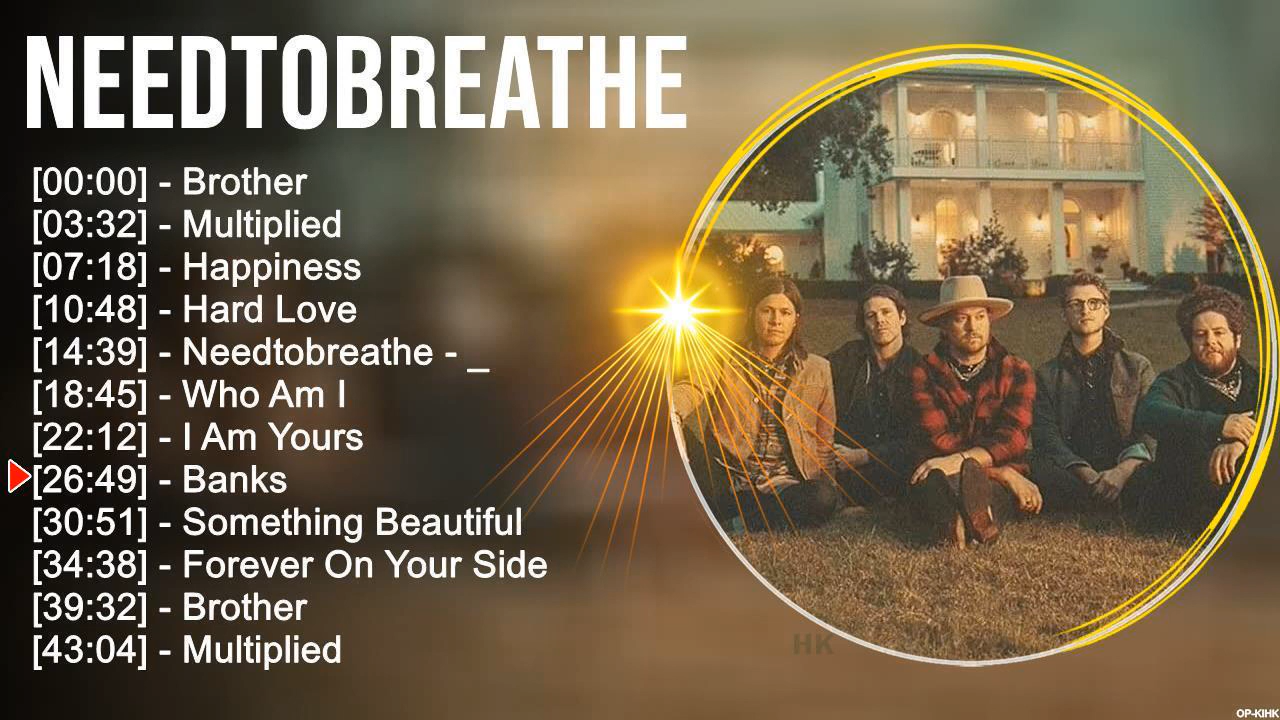 NEEDTOBREATHE
[00:00] - Brother
[03:32] - Multiplied
[07:18] - Happiness
[10:48] - Hard Love
[14:39] - Needtobreathe - _
[18:45] - Who Am I
[22:12] - I Am Yours
[26:49] - Banks
[30:51] - Something Beautiful
[34:38] - Forever On Your Side
[39:32] - Brother
[43:04] - Multiplied
HK
OP-KIHK